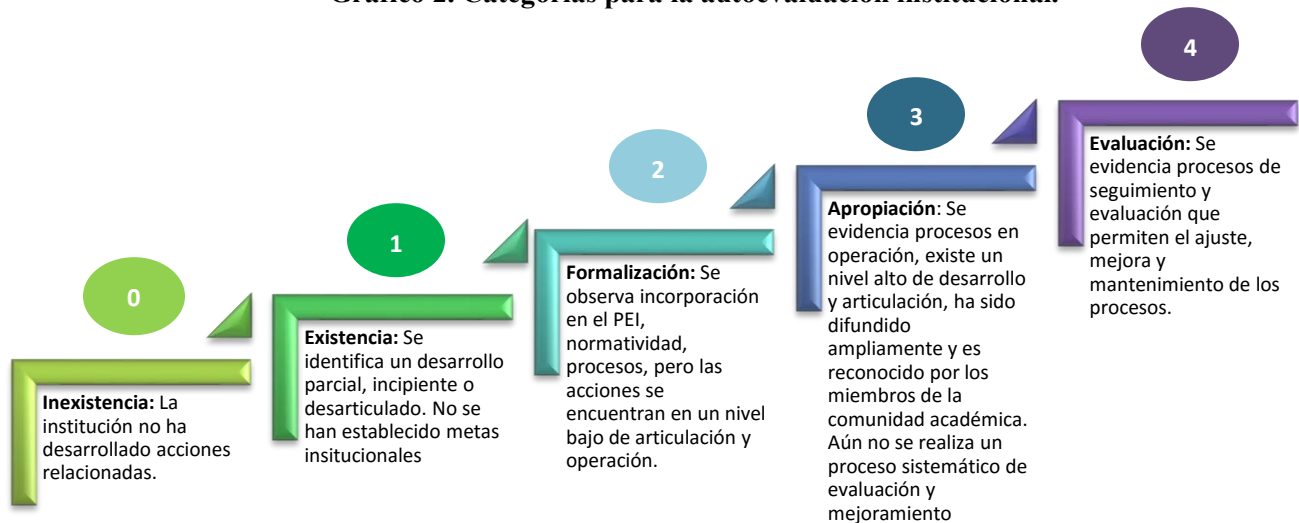 Gráfico 2. Categorías para la autoevaluación institucional.
0
Inexistencia: La
institución no ha
desarrollado acciones
relacionadas.
1
Existencia: Se
identifica un desarrollo
parcial, incipiente o
desarticulado. No se
han establecido metas
insitucionales
2
Formalización: Se
observa incorporación
en el PEI,
normatividad,
procesos, pero las
acciones se
encuentran en un nivel
bajo de articulación y
operación.
3
Apropiación: Se
evidencia procesos en
operación, existe un
nivel alto de desarrollo
y articulación, ha sido
difundido
ampliamente y es
reconocido por los
miembros de la
comunidad académica.
Aún no se realiza un
proceso sistemático de
evaluación y
mejoramiento
4
Evaluación: Se
evidencia procesos de
seguimiento y
evaluación que
permiten el ajuste,
mejora y
mantenimiento de los
procesos.